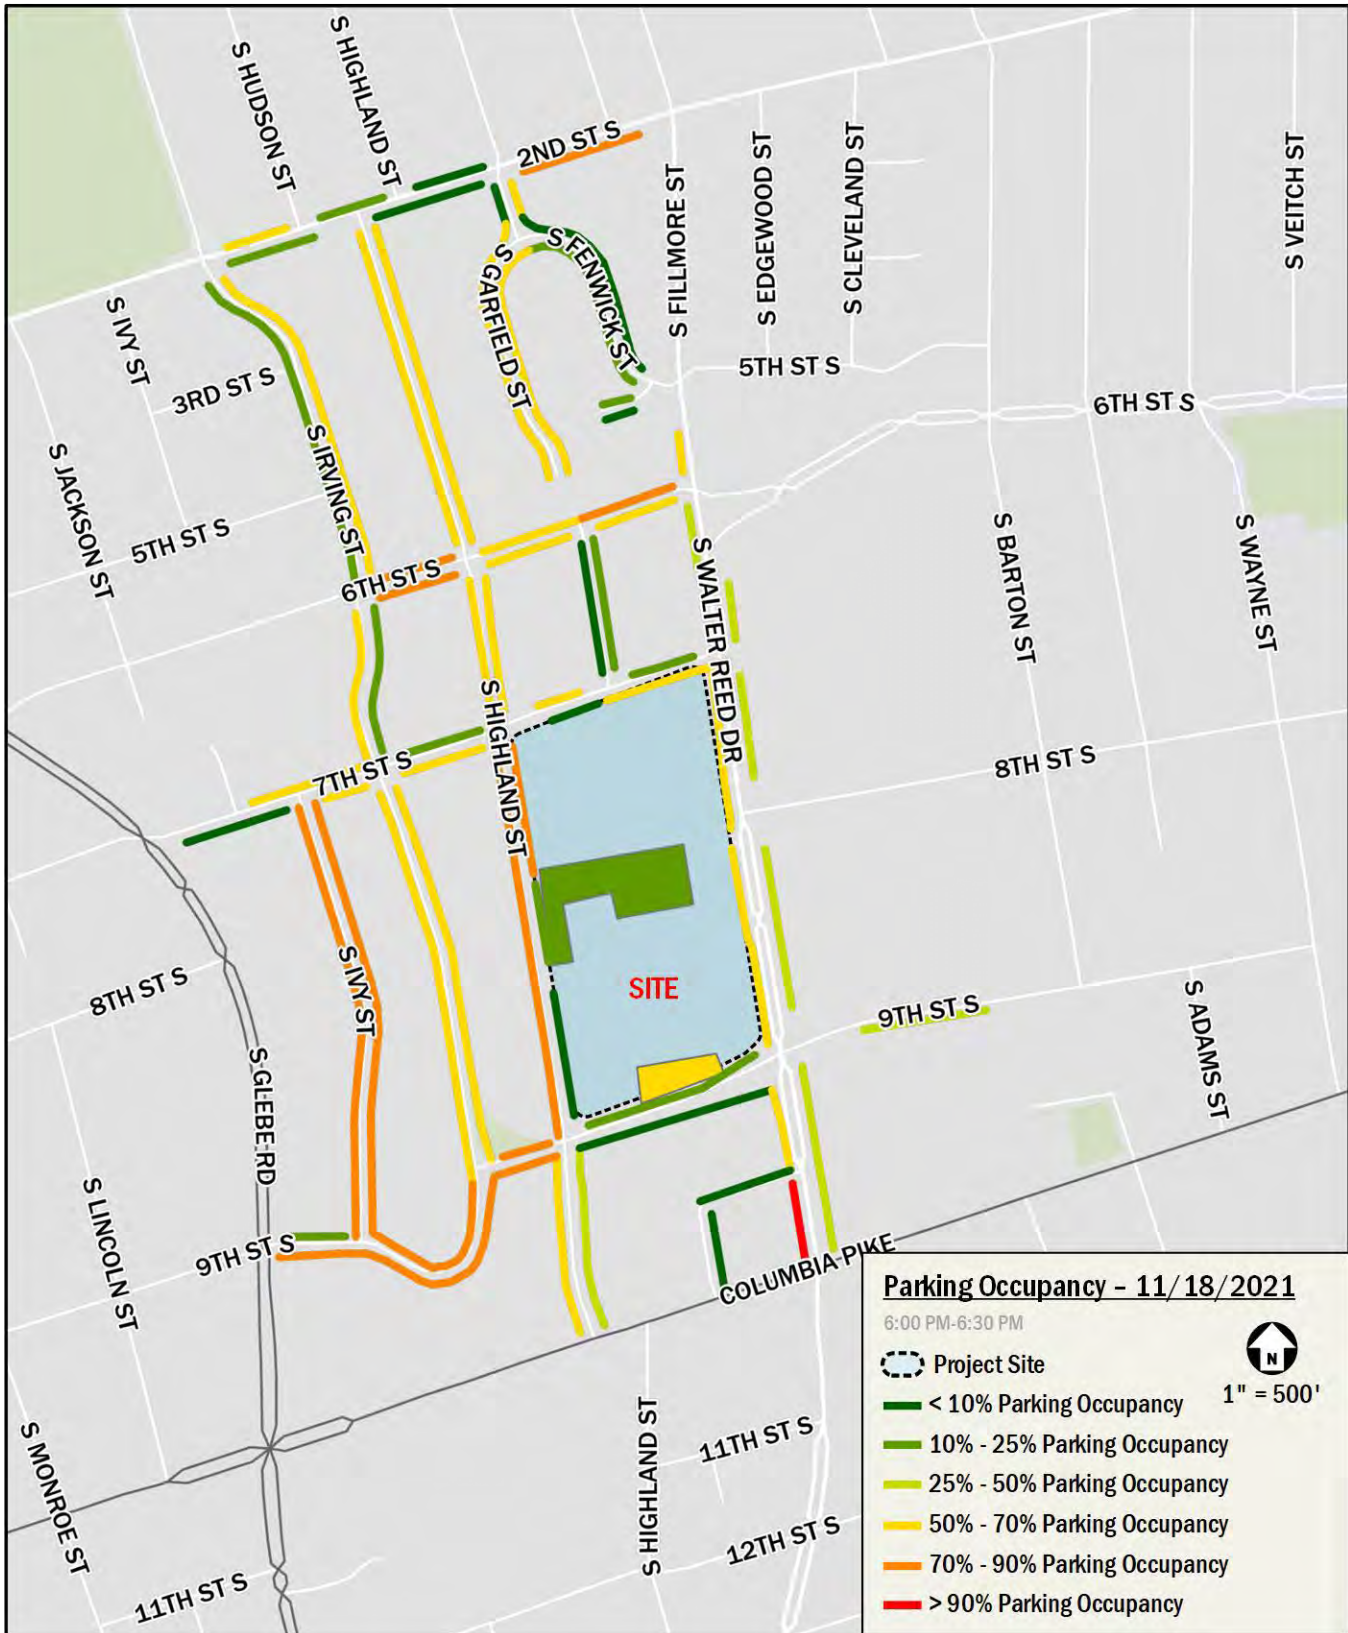 S HUDSON ST
S HIGHLAND ST
2ND ST S
S FILLMORE ST
S EDGEWOOD ST
S CLEVELAND ST
S VEITCH ST
S FENWICK ST
S GARFIELD ST
S IVY ST
3RD ST S
5TH ST S
6TH ST S
S JACKSON ST
S IRVING ST
5TH ST S
6TH ST S
S WALTER REED DR
S BARTON ST
S WAYNE ST
S HIGHLAND ST
7TH ST S
8TH ST S
S IVY ST
8TH ST S
SITE
9TH ST S
S ADAMS ST
S GLEBE RD
S LINCOLN ST
9TH ST S
COLUMBIA PIKE
S MONROE ST
11TH ST S
S HIGHLAND ST
11TH ST S
12TH ST S
Parking Occupancy – 11/18/2021
6:00 PM-6:30 PM
N
1" = 500'
Project Site
< 10% Parking Occupancy
10% - 25% Parking Occupancy
25% - 50% Parking Occupancy
50% - 70% Parking Occupancy
70% - 90% Parking Occupancy
> 90% Parking Occupancy